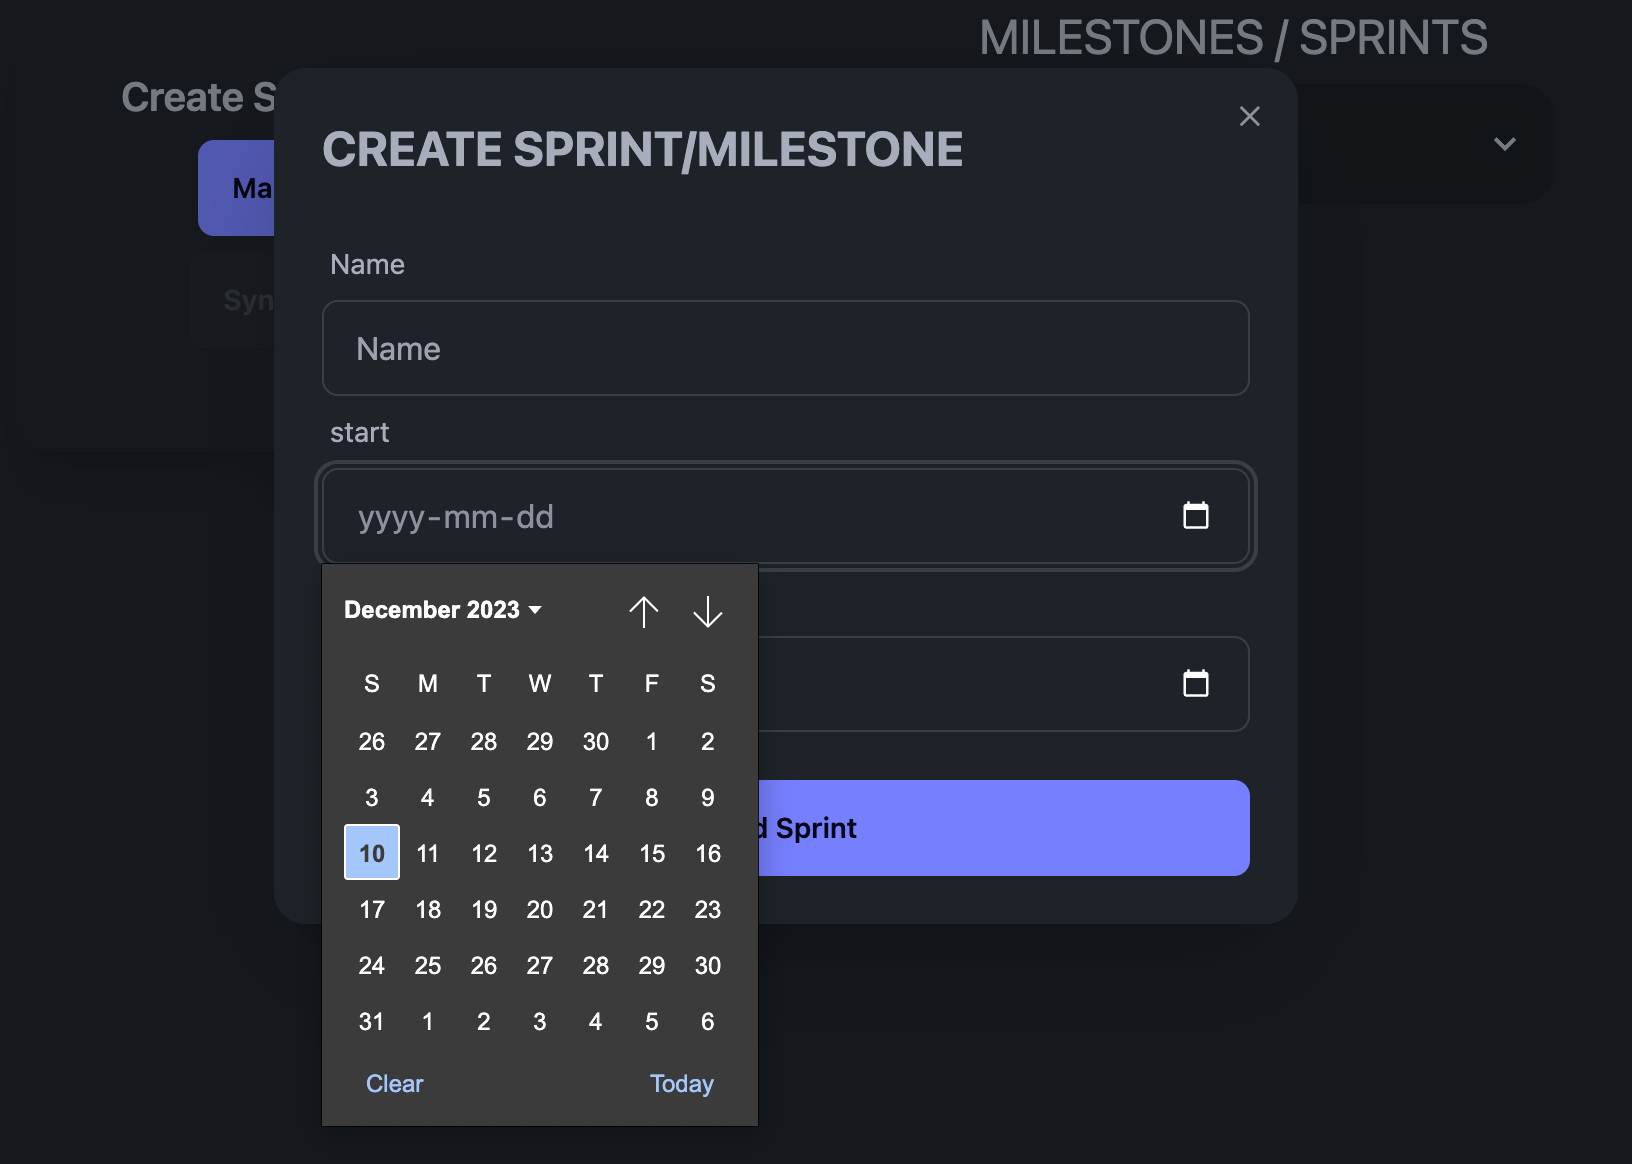 MILESTONES / SPRINTS
Create S
Ma
Syn
CREATE SPRINT/MILESTONE
Name
Name
start
yyyy-mm-dd
December 2023
S M T W T F S
26 27 28 29 30 1 2
3 4 5 6 7 8 9
10 11 12 13 14 15 16
17 18 19 20 21 22 23
24 25 26 27 28 29 30
31 1 2 3 4 5 6
Clear Today
d Sprint